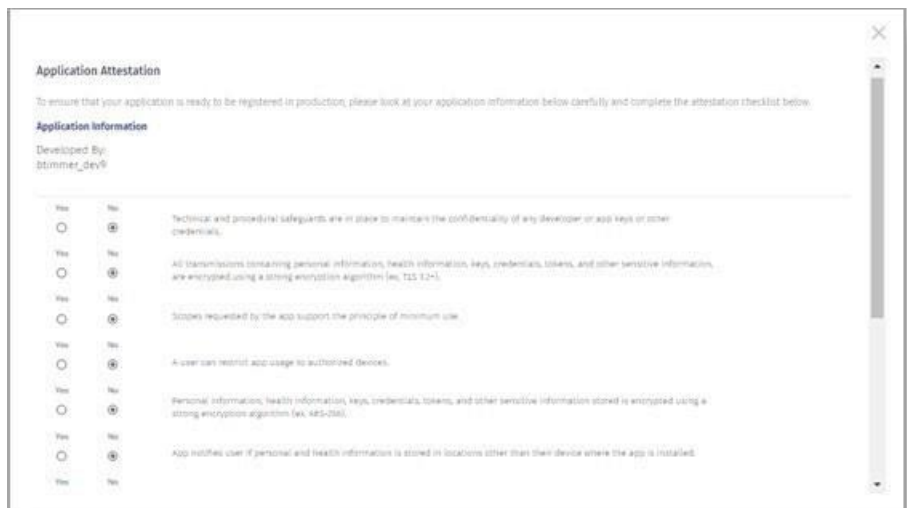 Application Attestation
To ensure that your application is ready to be registered in production, please look at your application information below carefully and complete the attestation checklist below.
Application Information
Developed By:
btimmer_dev9
Yes No
Technical and procedural safeguards are in place to maintain the confidentiality of any developer or app keys or other
credentials.
Yes No
All transmissions containing personal information, health information, keys, credentials, tokens, and other sensitive information,
are encrypted using a strong encryption algorithm (ex. TLS 1.2+).
Yes No
Scopes requested by the app support the principle of minimum use.
Yes No
A user can restrict app usage to authorized devices.
Yes No
Personal information, health information, keys, credentials, tokens, and other sensitive information stored is encrypted using a
strong encryption algorithm (ex. AES-256).
Yes No
App notifies user if personal and health information is stored in locations other than their device where the app is installed.
Yes No